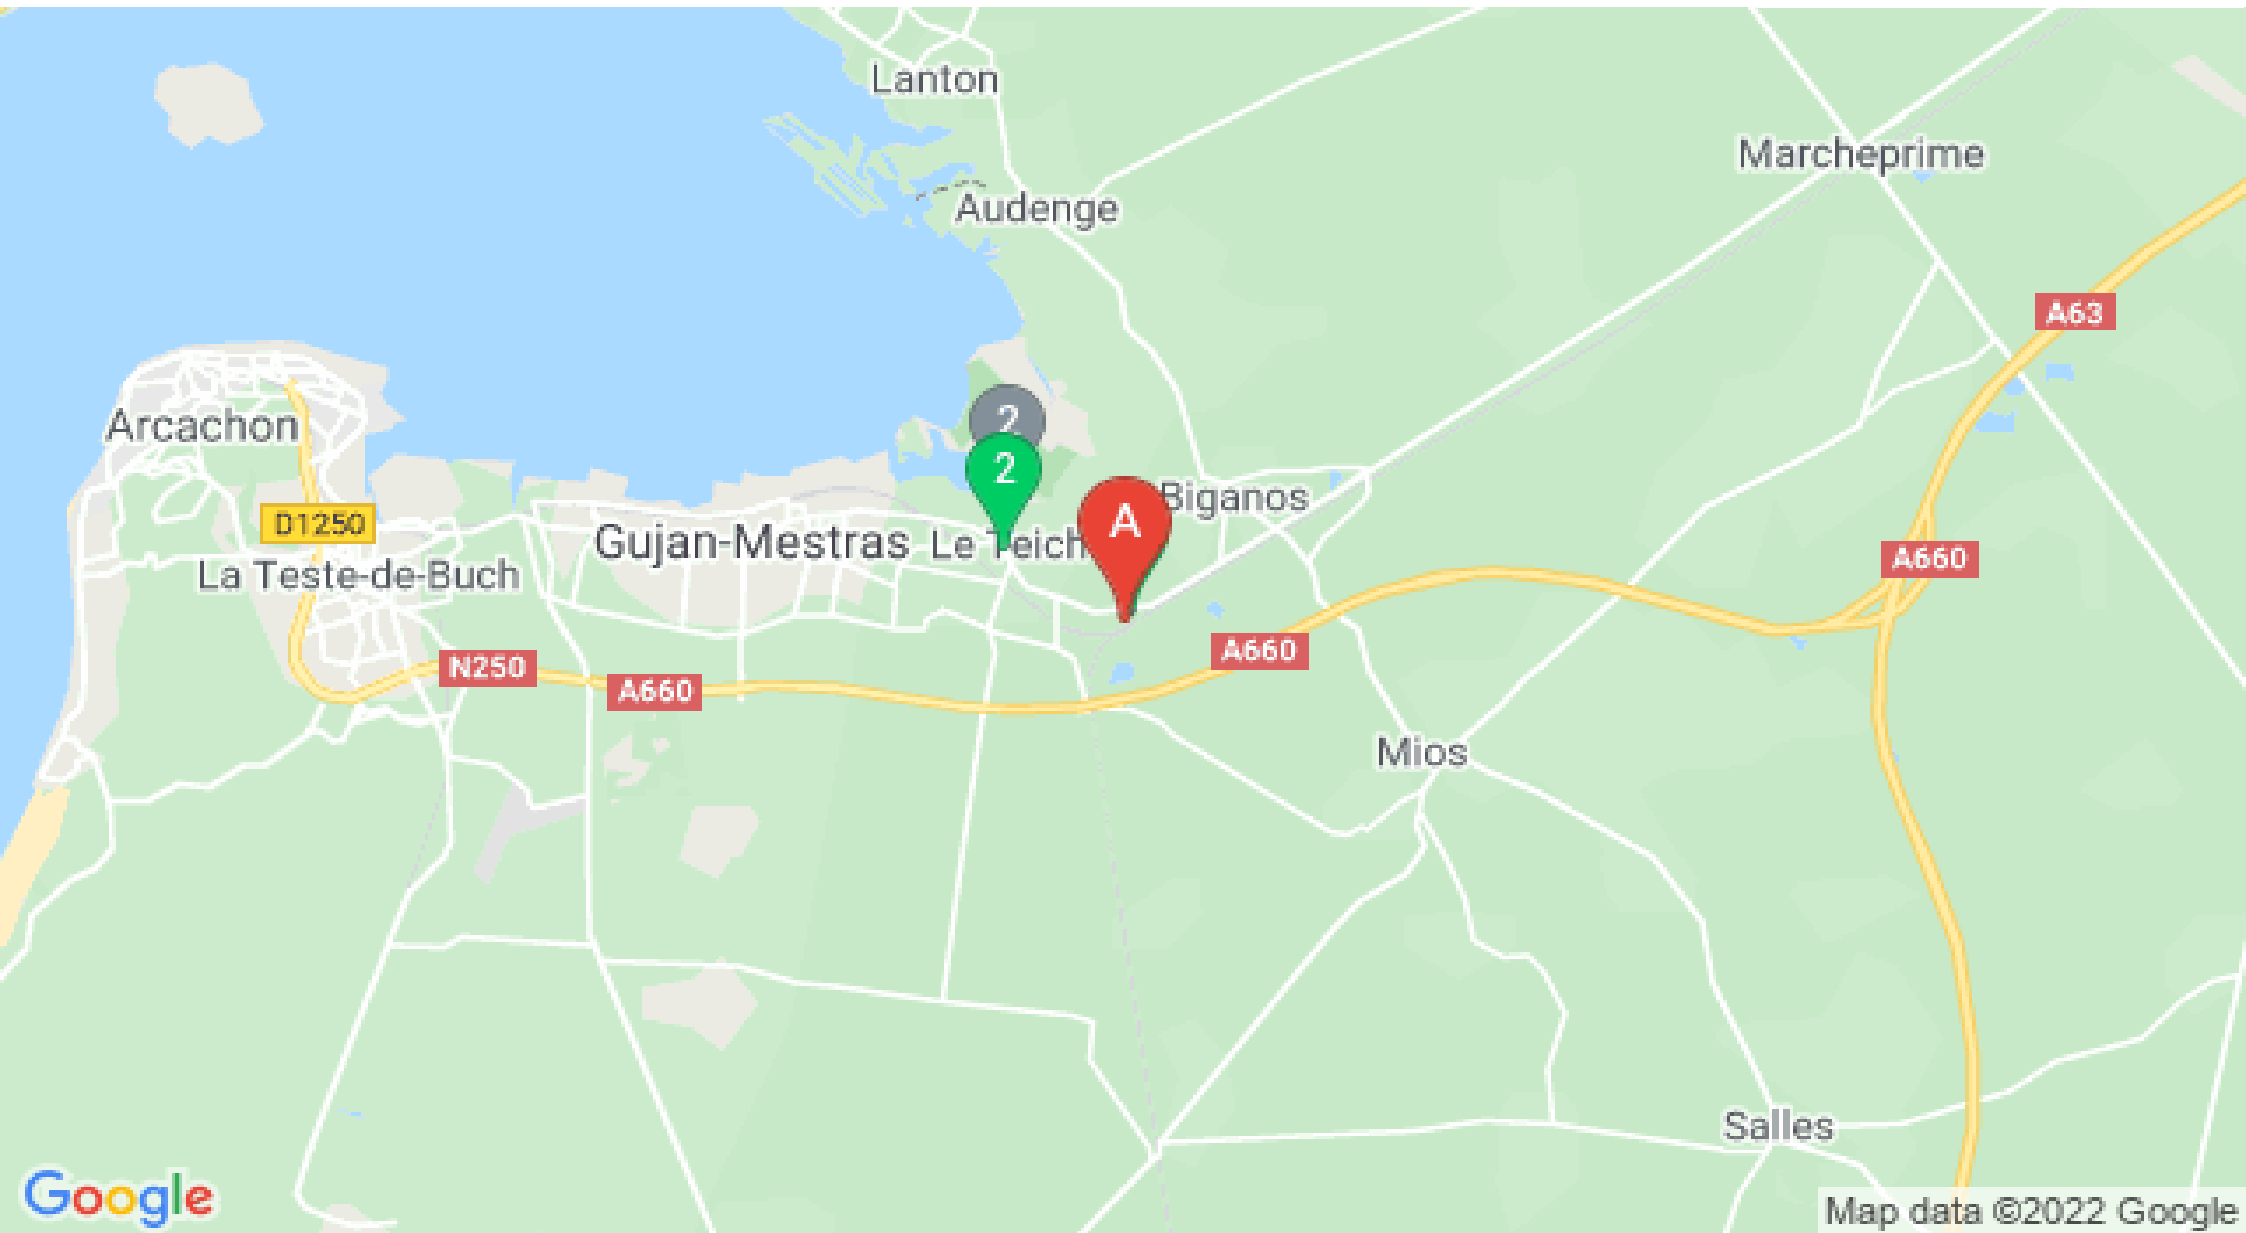 Lanton
Marcheprime
Audenge
A63
2
Arcachon
2
Biganos
A
D1250
Gujan-Mestras
Le Teich
A660
La Teste-de-Buch
A660
N250
A660
Mios
Salles
Google
Map data ©2022 Google